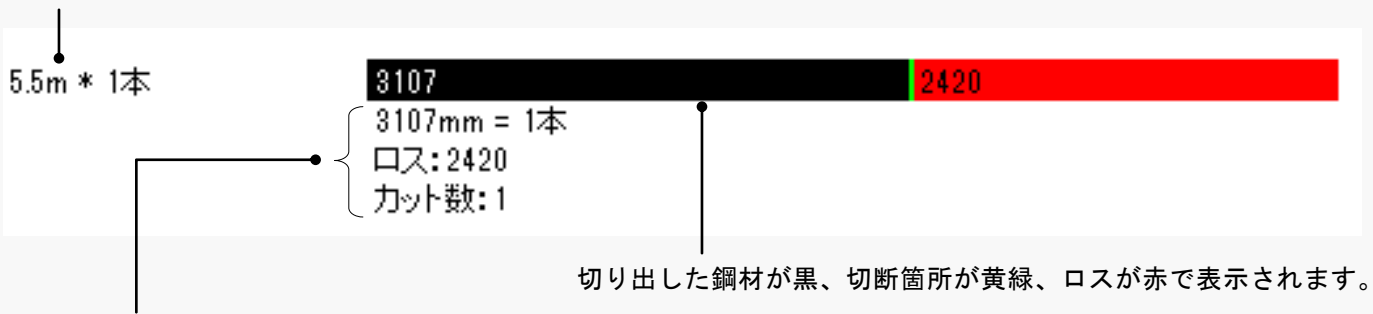 5.5m * 1本
3107
2420
3107mm = 1本
ロス:2420
カット数:1
切り出した鋼材が黒、切断箇所が黄緑、ロスが赤で表示されます。